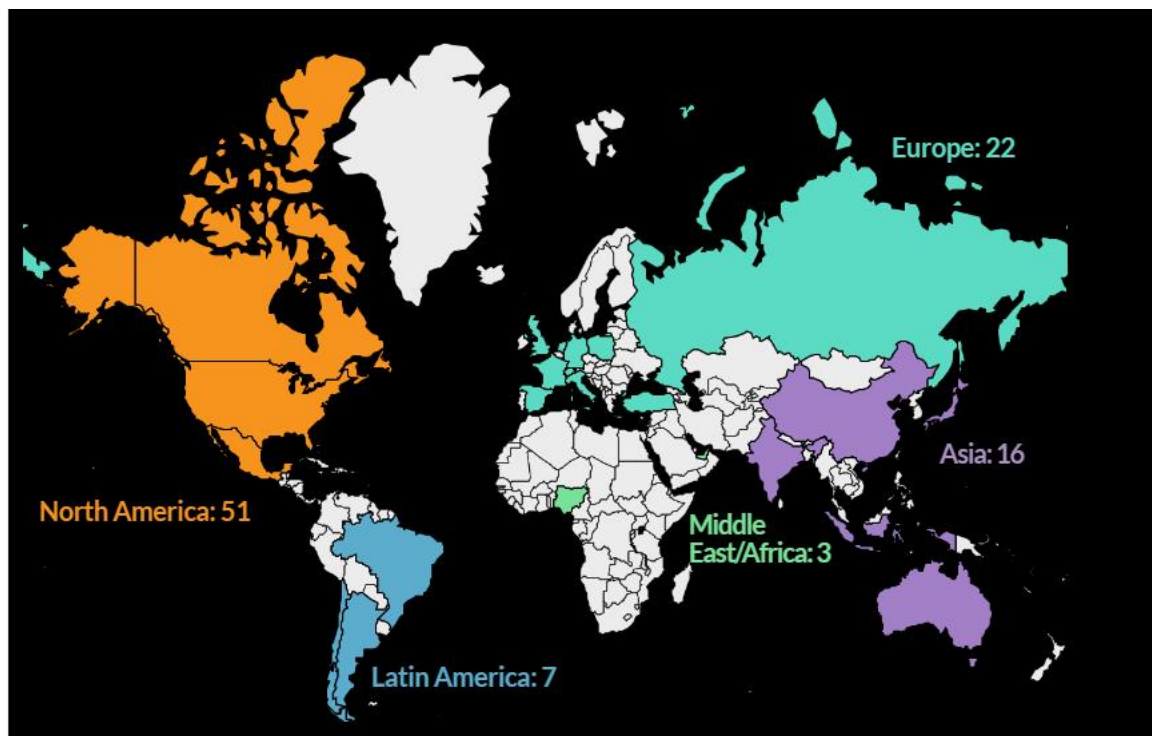 Europe: 22
Asia: 16
North America: 51
Middle
East/Africa: 3
Latin America: 7